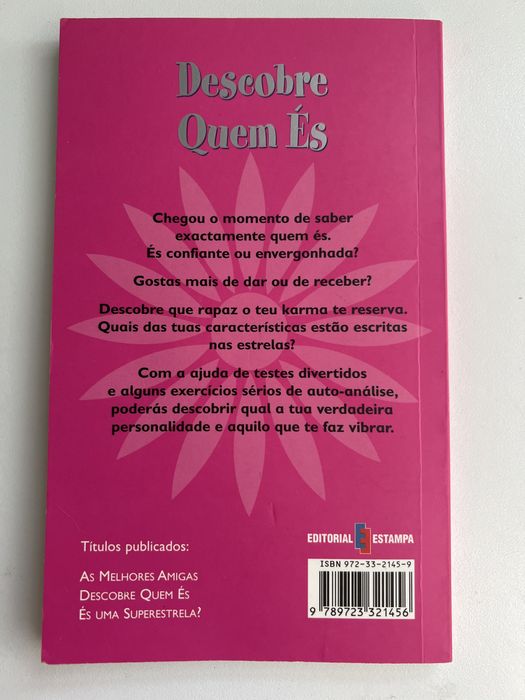 Descobre
Quem És
Chegou o momento de saber
exactamente quem és.
És confiante ou envergonhada?
Gostas mais de dar ou de receber?
Descobre que rapaz o teu karma te reserva.
Quais das tuas características estão escritas
nas estrelas?
Com a ajuda de testes divertidos
e alguns exercícios sérios de auto-análise,
poderás descobrir qual a tua verdadeira
personalidade e aquilo que te faz vibrar.
EDITORIAL E ESTAMPA
Títulos publicados:
AS MELHORES AMIGAS
DESCOBRE QUEM ÉS
ÉS UMA SUPERESTRELA?
ISBN 972-33-2145-9
9 789723 321456